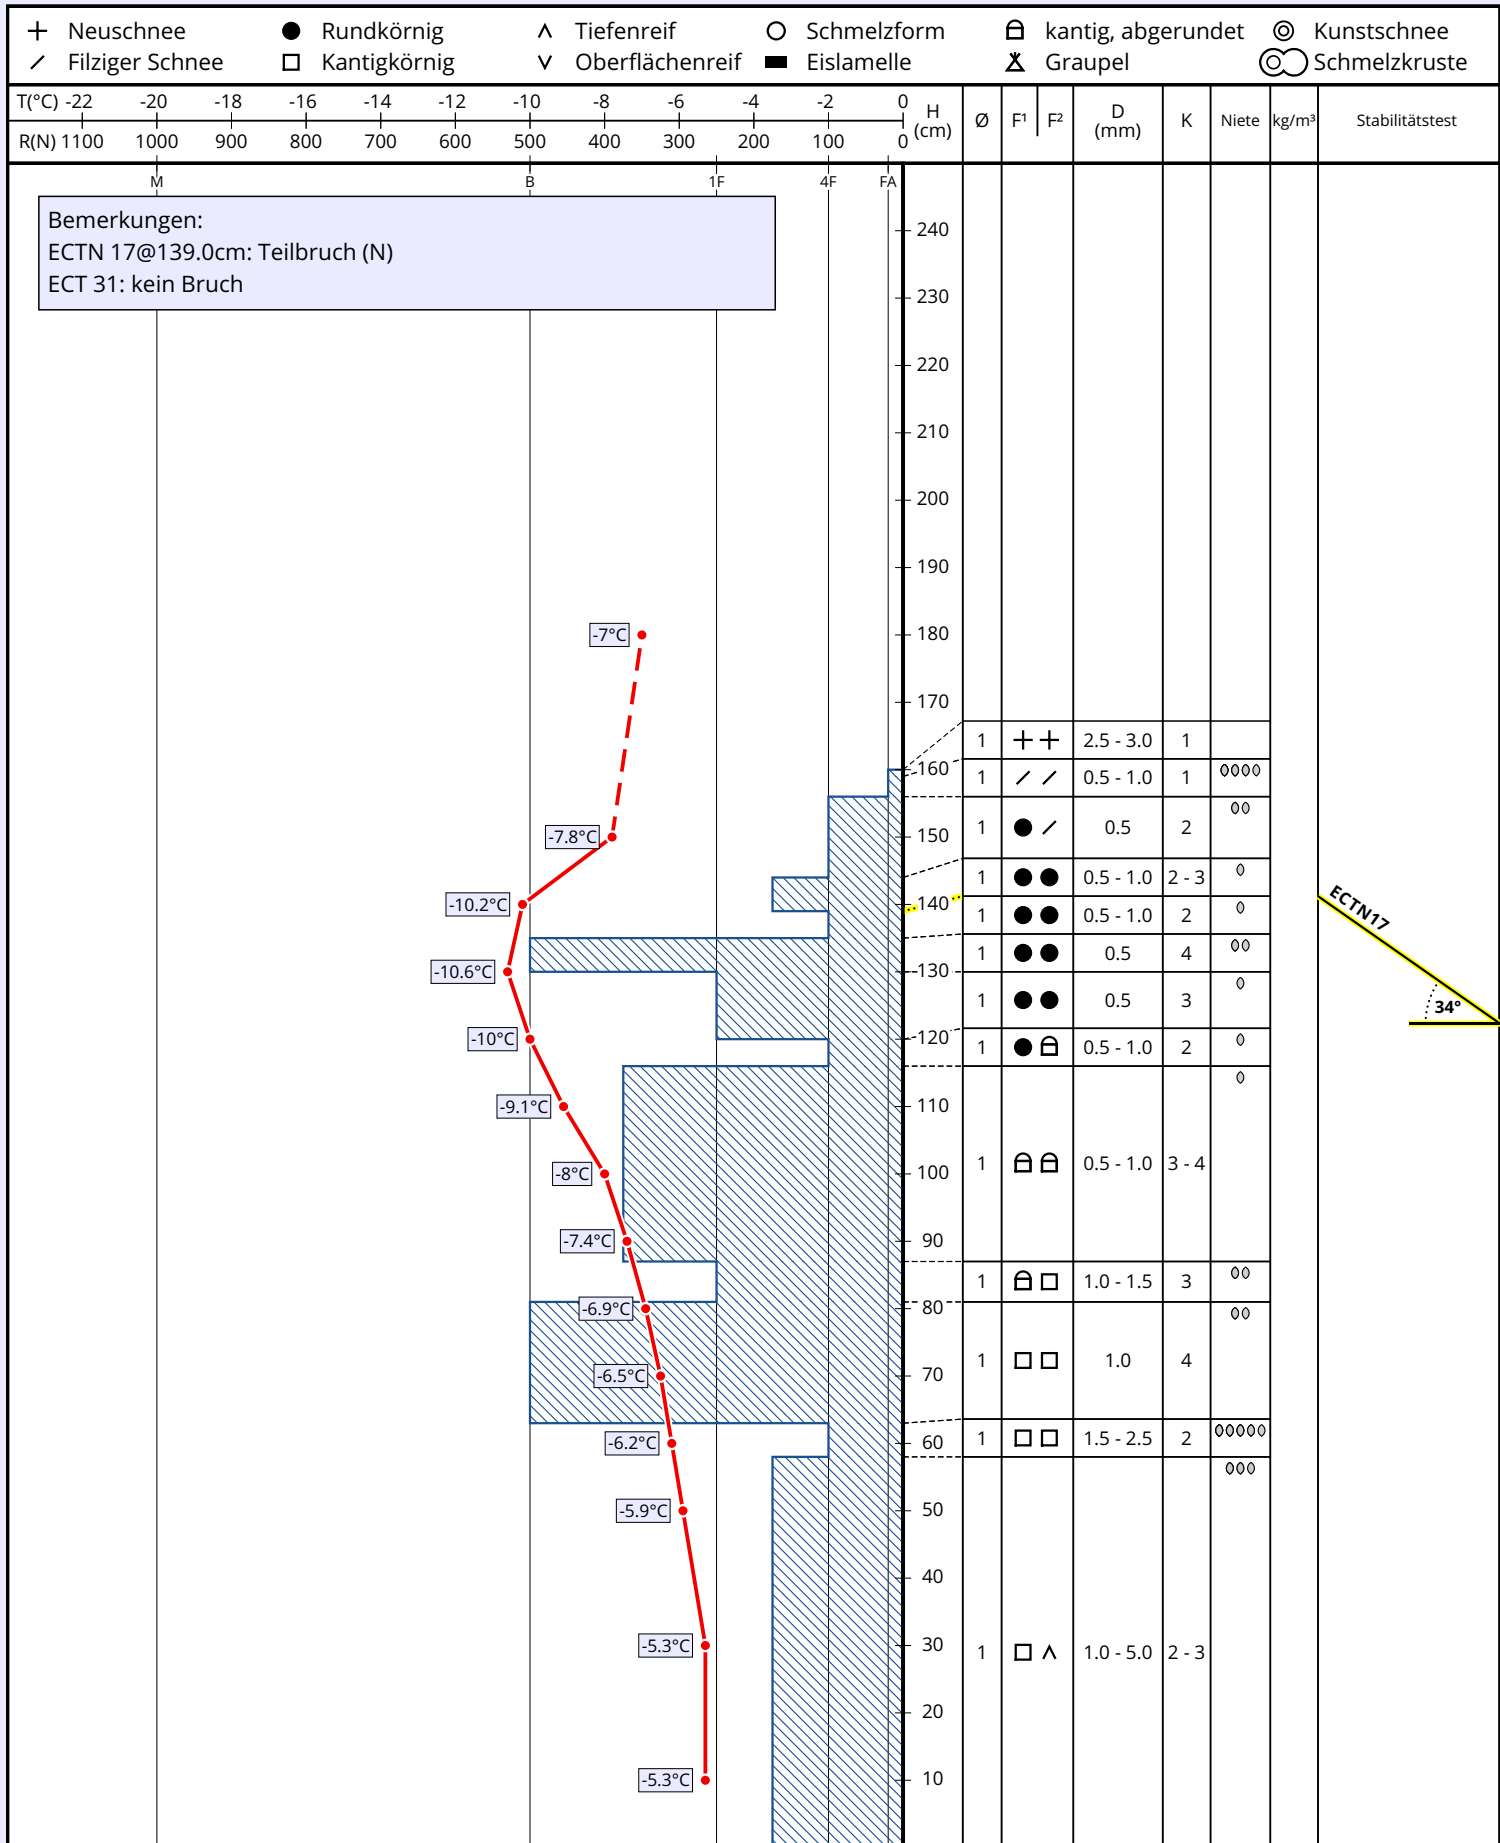 Neuschnee Rundkörnig Tiefenreif Schmelzform kantig, abgerundet Kunstschnee
Filziger Schnee Kantigkörnig Oberflächenreif Eislamelle Graupel Schmelzkruste
T(°C) -22 -20 -18 -16 -14 -12 -10 -8 -6 -4 -2 0
R(N) 1100 1000 900 800 700 600 500 400 300 200 100 0
H (cm) Ø F¹ F² D (mm) K Niete kg/m³ Stabilitätstest
M B 1F 4F FA
Bemerkungen:
ECTN 17@139.0cm: Teilbruch (N)
ECT 31: kein Bruch
240
230
220
210
200
190
-7°C 180
170
1 2.5 - 3.0 1
160
1 0.5 - 1.0 1
1 0.5 2
-7.8°C 150
1 0.5 - 1.0 2 - 3
-10.2°C 140
ECTN17
1 0.5 - 1.0 2
1 0.5 4
-10.6°C 130
1 0.5 3
34°
-10°C 120
1 0.5 - 1.0 2
-9.1°C 110
1 0.5 - 1.0 3 - 4
-8°C 100
-7.4°C 90
1 1.0 - 1.5 3
-6.9°C 80
1 1.0 4
-6.5°C 70
1 1.5 - 2.5 2
-6.2°C 60
-5.9°C 50
40
-5.3°C 30
1 1.0 - 5.0 2 - 3
20
-5.3°C 10